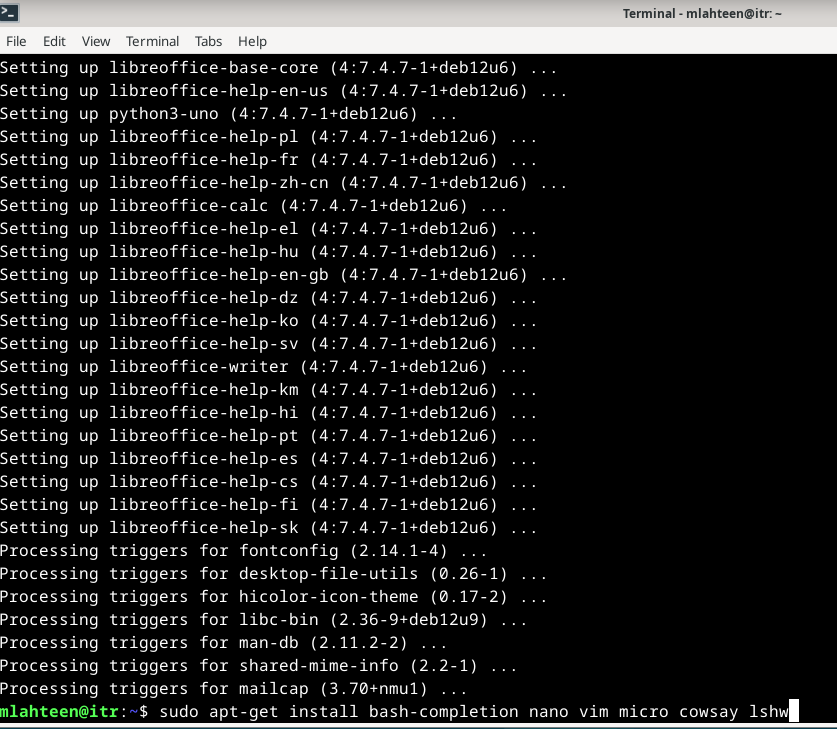 Terminal - mlahteen@itr: ~
File Edit View Terminal Tabs Help
Setting up libreoffice-base-core (4:7.4.7-1+deb12u6) ...
Setting up libreoffice-help-en-us (4:7.4.7-1+deb12u6) ...
Setting up python3-uno (4:7.4.7-1+deb12u6) ...
Setting up libreoffice-help-pl (4:7.4.7-1+deb12u6) ...
Setting up libreoffice-help-fr (4:7.4.7-1+deb12u6) ...
Setting up libreoffice-help-zh-cn (4:7.4.7-1+deb12u6) ...
Setting up libreoffice-calc (4:7.4.7-1+deb12u6) ...
Setting up libreoffice-help-el (4:7.4.7-1+deb12u6) ...
Setting up libreoffice-help-hu (4:7.4.7-1+deb12u6) ...
Setting up libreoffice-help-en-gb (4:7.4.7-1+deb12u6) ...
Setting up libreoffice-help-dz (4:7.4.7-1+deb12u6) ...
Setting up libreoffice-help-ko (4:7.4.7-1+deb12u6) ...
Setting up libreoffice-help-sv (4:7.4.7-1+deb12u6) ...
Setting up libreoffice-writer (4:7.4.7-1+deb12u6) ...
Setting up libreoffice-help-km (4:7.4.7-1+deb12u6) ...
Setting up libreoffice-help-hi (4:7.4.7-1+deb12u6) ...
Setting up libreoffice-help-pt (4:7.4.7-1+deb12u6) ...
Setting up libreoffice-help-es (4:7.4.7-1+deb12u6) ...
Setting up libreoffice-help-cs (4:7.4.7-1+deb12u6) ...
Setting up libreoffice-help-fi (4:7.4.7-1+deb12u6) ...
Setting up libreoffice-help-sk (4:7.4.7-1+deb12u6) ...
Processing triggers for fontconfig (2.14.1-4) ...
Processing triggers for desktop-file-utils (0.26-1) ...
Processing triggers for hicolor-icon-theme (0.17-2) ...
Processing triggers for libc-bin (2.36-9+deb12u9) ...
Processing triggers for man-db (2.11.2-2) ...
Processing triggers for shared-mime-info (2.2-1) ...
Processing triggers for mailcap (3.70+nmu1) ...
mlahteen@itr:~$ sudo apt-get install bash-completion nano vim micro cowsay lshw